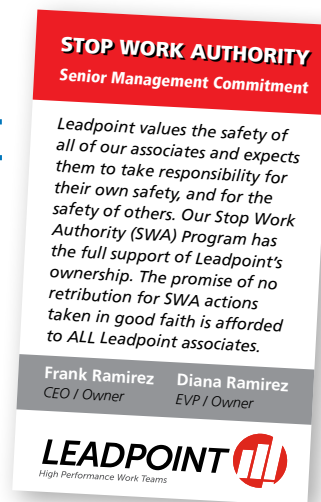 STOP WORK AUTHORITY
Senior Management Commitment
Leadpoint values the safety of
all of our associates and expects
them to take responsibility for
their own safety, and for the
safety of others. Our Stop Work
Authority (SWA) Program has
the full support of Leadpoint's
ownership. The promise of no
retribution for SWA actions
taken in good faith is afforded
to ALL Leadpoint associates.
Frank Ramirez Diana Ramirez
CEO / Owner EVP / Owner
LEADPOINT
High Performance Work Teams